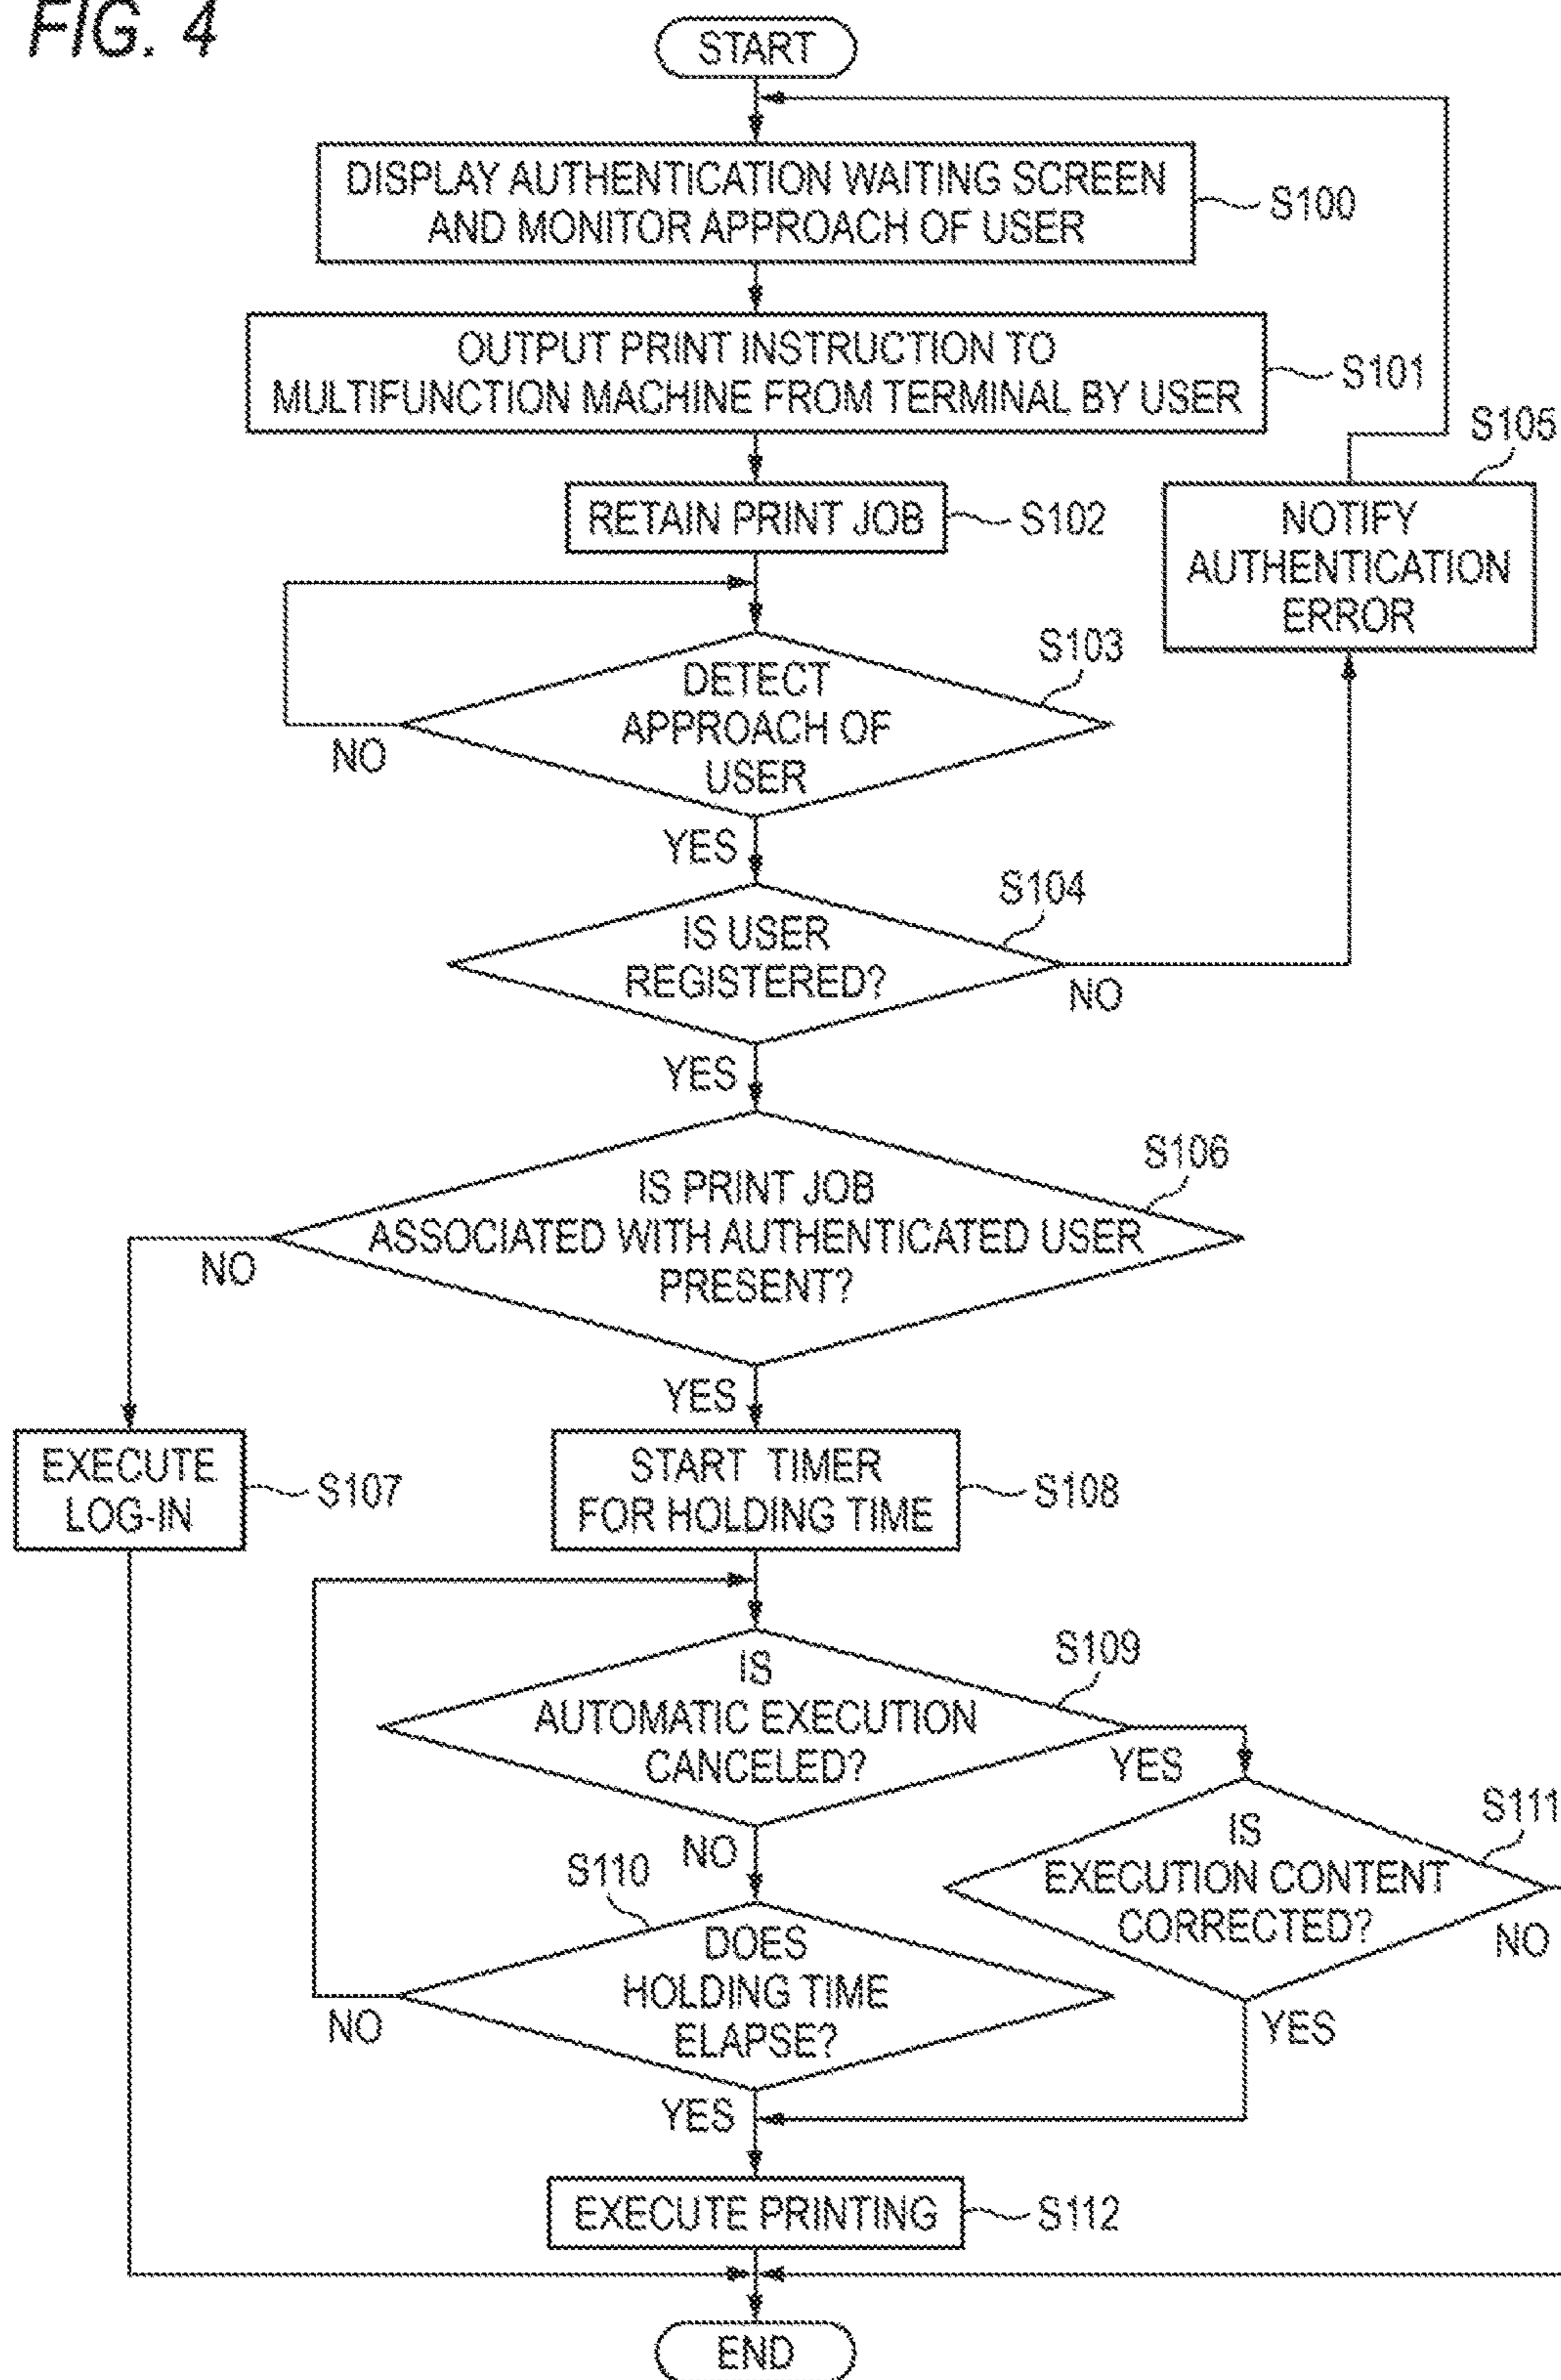 FIG. 4
START
DISPLAY AUTHENTICATION WAITING SCREEN
AND MONITOR APPROACH OF USER
S100
OUTPUT PRINT INSTRUCTION TO
MULTIFUNCTION MACHINE FROM TERMINAL BY USER
S101
RETAIN PRINT JOB
S102
S105
NOTIFY
AUTHENTICATION
ERROR
S103
DETECT
APPROACH OF
USER
NO
YES
S104
IS USER
REGISTERED?
NO
YES
S106
IS PRINT JOB
ASSOCIATED WITH AUTHENTICATED USER
PRESENT?
NO
YES
EXECUTE
LOG-IN
S107
START TIMER
FOR HOLDING TIME
S108
S109
IS
AUTOMATIC EXECUTION
CANCELED?
YES
NO
S111
IS
EXECUTION CONTENT
CORRECTED?
NO
YES
S110
DOES
HOLDING TIME
ELAPSE?
NO
YES
EXECUTE PRINTING
S112
END